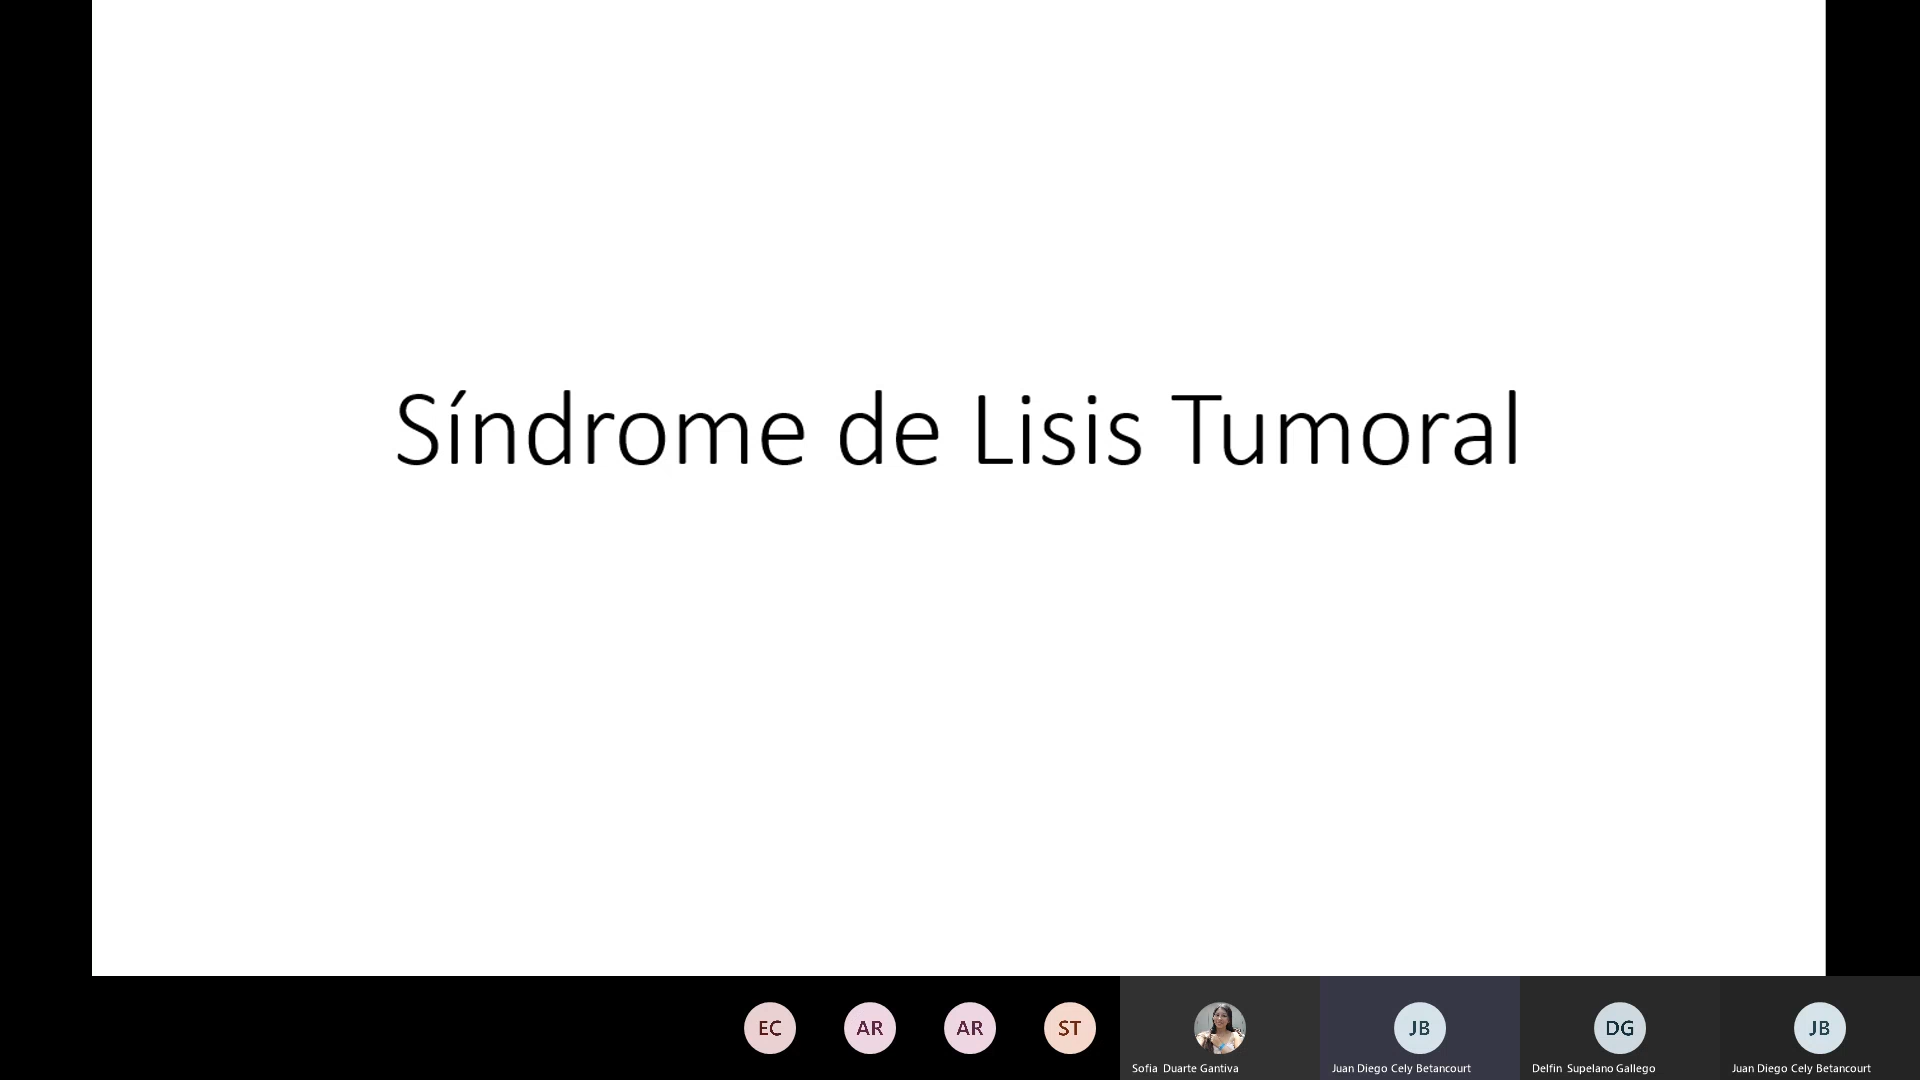 Síndrome de Lisis Tumoral
EC
AR
AR
ST
JB
DG
JB
Sofia Duarte Gantiva
Juan Diego Cely Betancourt
Delfin Supelano Gallego
Juan Diego Cely Betancourt